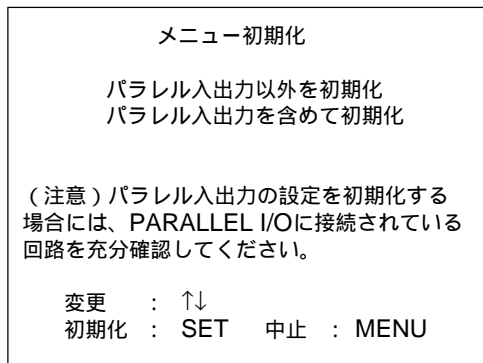 メニュー初期化
パラレル入出力以外を初期化
パラレル入出力を含めて初期化
(注意)パラレル入出力の設定を初期化する
場合には、PARALLEL I/Oに接続されている
回路を充分確認してください。
変更 : ↑↓
初期化 : SET 中止 : MENU